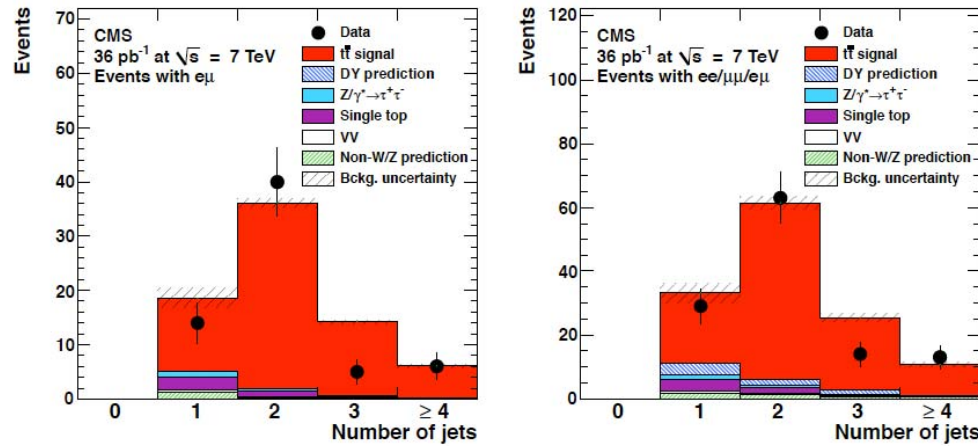 CMS
36 pb⁻¹ at √s = 7 TeV
Events with eμ
Data
tt̄ signal
DY prediction
Z/γ*→τ⁺τ⁻
Single top
VV
Non-W/Z prediction
Bckg. uncertainty
Events
70
60
50
40
30
20
10
0
0 1 2 3 ≥ 4
Number of jets
CMS
36 pb⁻¹ at √s = 7 TeV
Events with ee/μμ/eμ
Data
tt̄ signal
DY prediction
Z/γ*→τ⁺τ⁻
Single top
VV
Non-W/Z prediction
Bckg. uncertainty
Events
120
100
80
60
40
20
0
0 1 2 3 ≥ 4
Number of jets